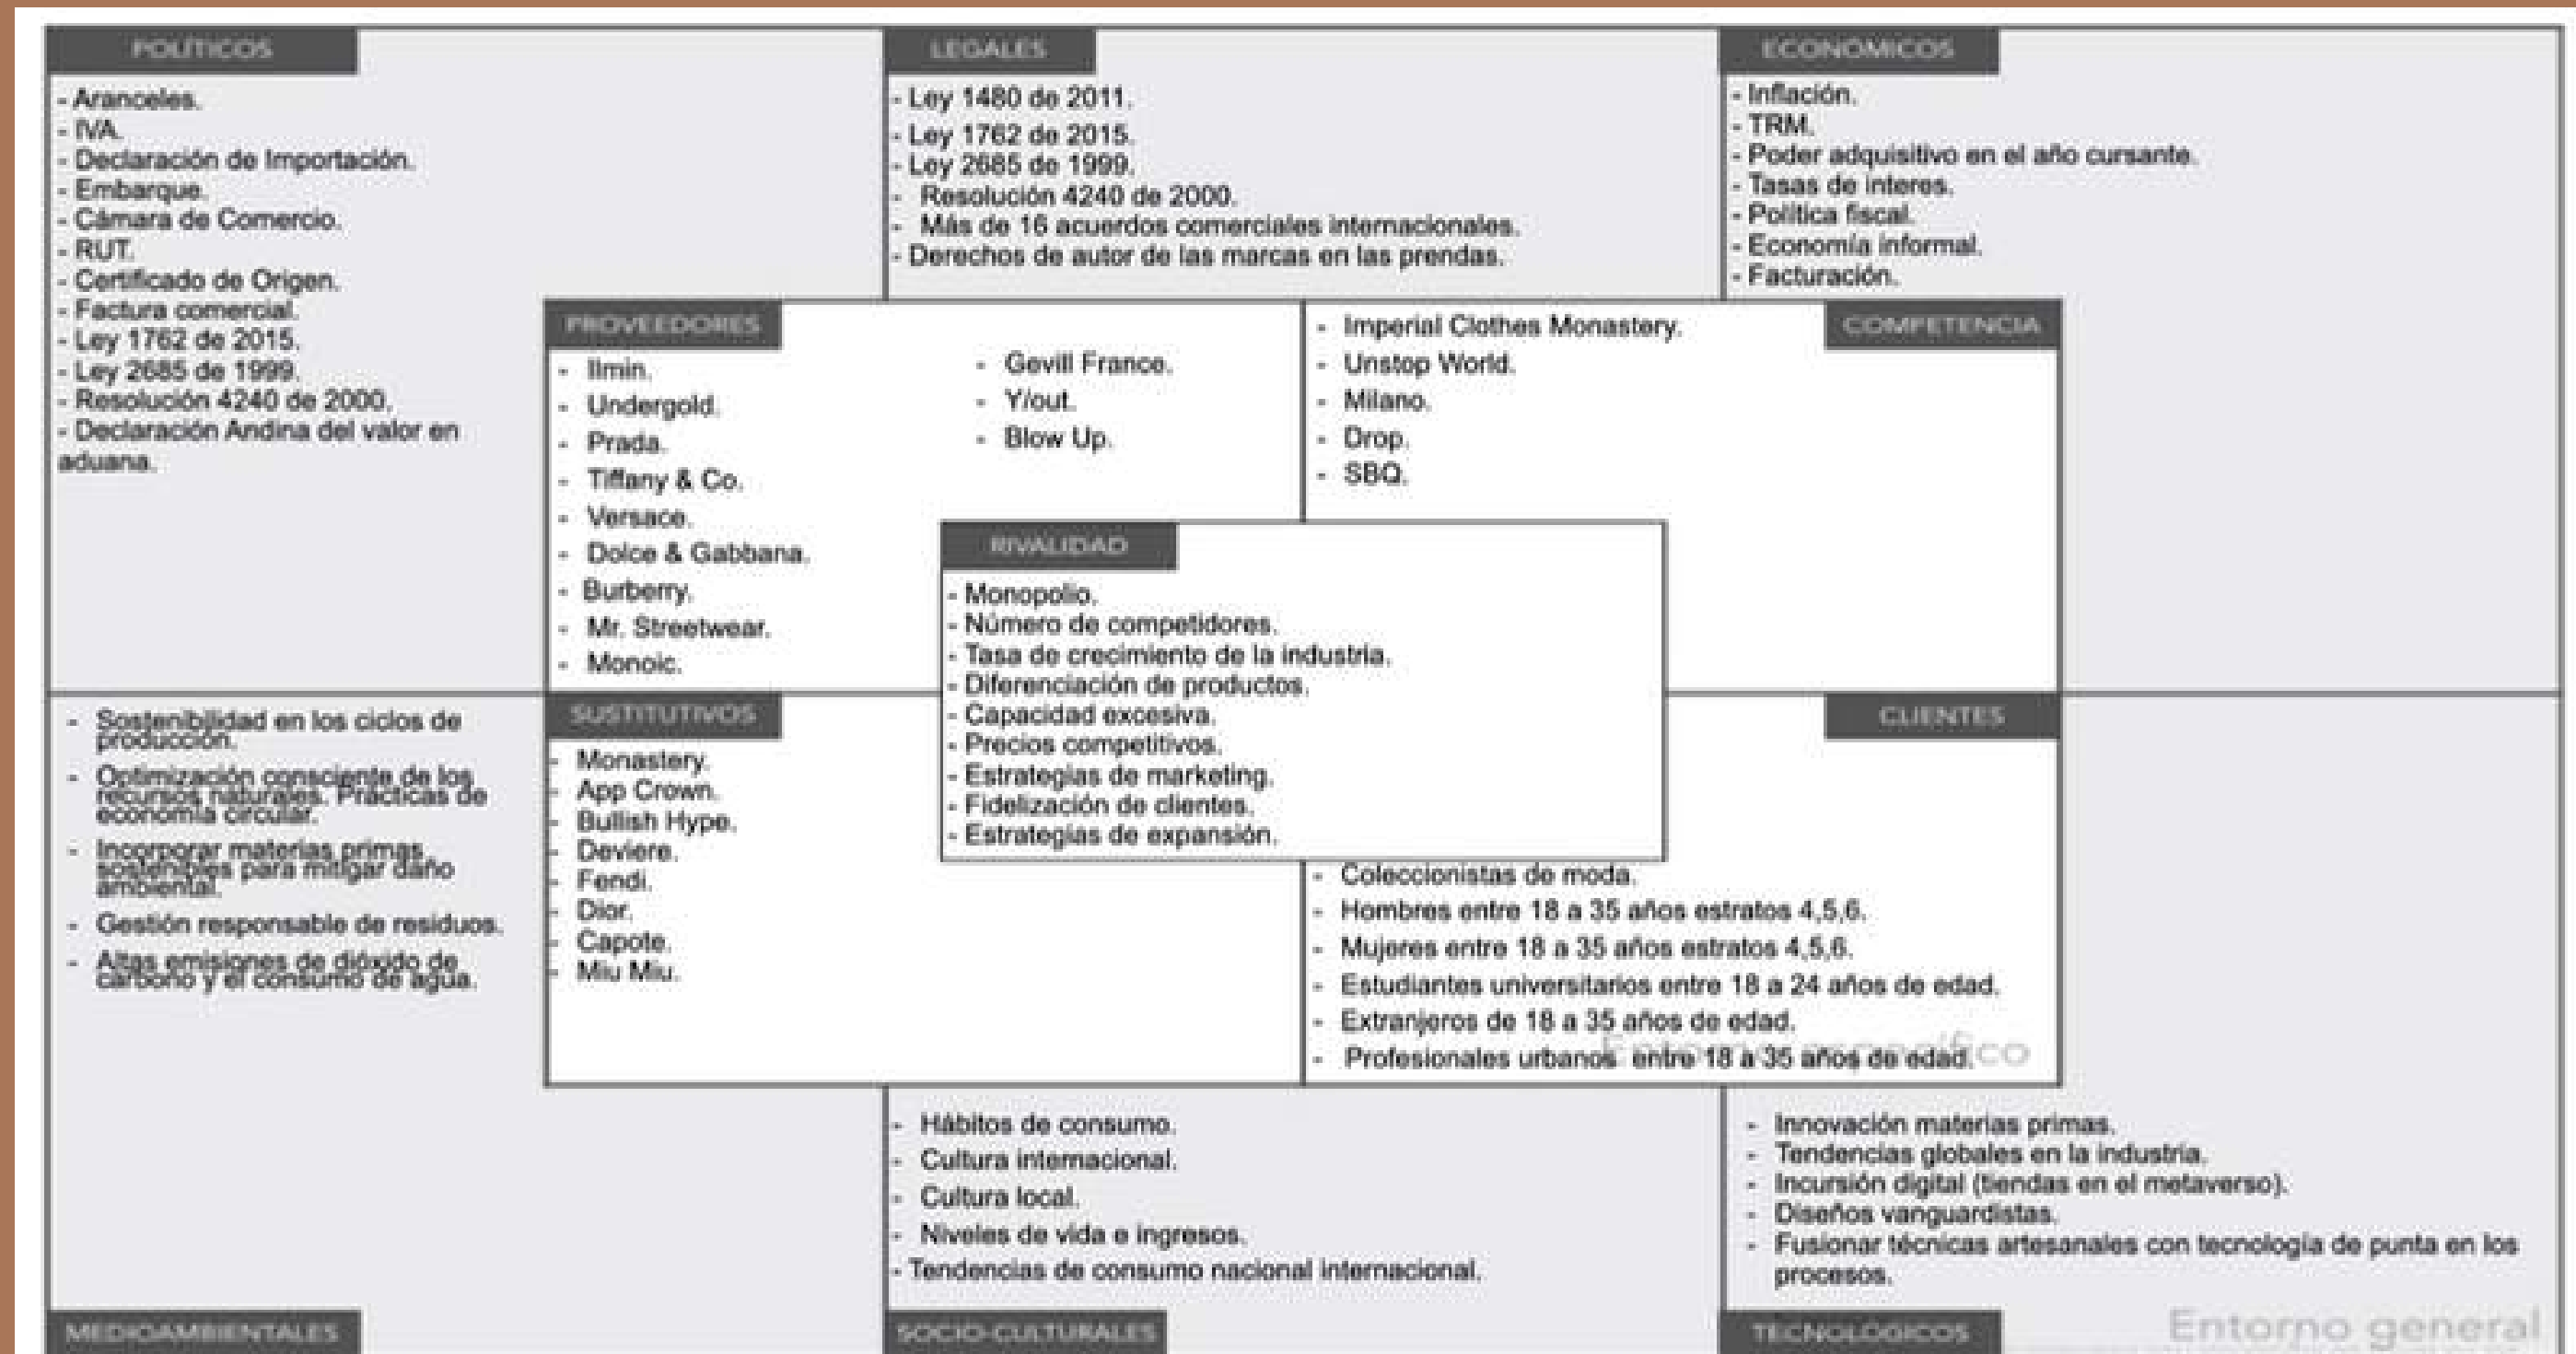 POLÍTICOS
- Aranceles.
- IVA.
- Declaración de Importación.
- Embarque.
- Cámara de Comercio.
- RUT.
- Certificado de Origen.
- Factura comercial.
- Ley 1762 de 2015.
- Ley 2685 de 1999.
- Resolución 4240 de 2000.
- Declaración Andina del valor en
aduana.
LEGALES
- Ley 1480 de 2011.
- Ley 1762 de 2015.
- Ley 2685 de 1999.
- Resolución 4240 de 2000.
- Más de 16 acuerdos comerciales internacionales.
- Derechos de autor de las marcas en las prendas.
ECONÓMICOS
- Inflación.
- TRM.
- Poder adquisitivo en el año cursante.
- Tasas de interes.
- Política fiscal.
- Economía informal.
- Facturación.
PROVEEDORES
- Ilmin.
- Undergold.
- Prada.
- Tiffany & Co.
- Versace.
- Dolce & Gabbana.
- Burberry.
- Mr. Streetwear.
- Monoic.
- Gevill France.
- Y/out.
- Blow Up.
COMPETENCIA
- Imperial Clothes Monastery.
- Unstop World.
- Milano.
- Drop.
- SBQ.
RIVALIDAD
- Monopolio.
- Número de competidores.
- Tasa de crecimiento de la industria.
- Diferenciación de productos.
- Capacidad excesiva.
- Precios competitivos.
- Estrategias de marketing.
- Fidelización de clientes.
- Estrategias de expansión.
SUSTITUTIVOS
- Monastery.
- App Crown.
- Bullish Hype.
- Deviere.
- Fendi.
- Dior.
- Capote.
- Miu Miu.
CLIENTES
- Coleccionistas de moda.
- Hombres entre 18 a 35 años estratos 4,5,6.
- Mujeres entre 18 a 35 años estratos 4,5,6.
- Estudiantes universitarios entre 18 a 24 años de edad.
- Extranjeros de 18 a 35 años de edad.
- Profesionales urbanos entre 18 a 35 años de edad.
Entorno específico
- Sostenibilidad en los ciclos de
producción.
- Optimización consciente de los
recursos naturales. Prácticas de
economía circular.
- Incorporar materias primas
sostenibles para mitigar daño
ambiental.
- Gestión responsable de residuos.
- Altas emisiones de dióxido de
carbono y el consumo de agua.
MEDIOAMBIENTALES
- Hábitos de consumo.
- Cultura internacional.
- Cultura local.
- Niveles de vida e ingresos.
- Tendencias de consumo nacional internacional.
SOCIO-CULTURALES
- Innovación materias primas.
- Tendencias globales en la industria.
- Incursión digital (tiendas en el metaverso).
- Diseños vanguardistas.
- Fusionar técnicas artesanales con tecnología de punta en los
procesos.
TECNOLÓGICOS
Entorno general